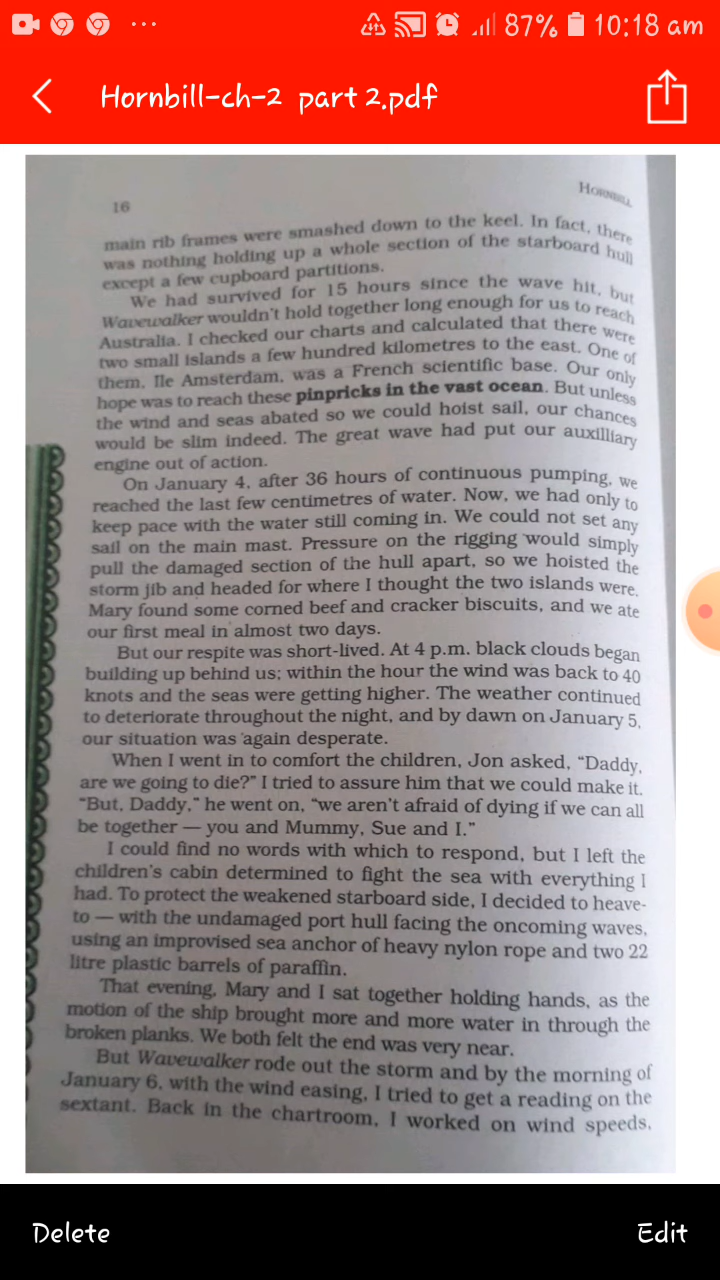 ... 87% 10:18 am
Hornbill-ch-2 part 2.pdf
16
HORNBILL
main rib frames were smashed down to the keel. In fact, there
was nothing holding up a whole section of the starboard hull
except a few cupboard partitions.
We had survived for 15 hours since the wave hit, but
Wavewalker wouldn't hold together long enough for us to reach
Australia. I checked our charts and calculated that there were
two small islands a few hundred kilometres to the east. One of
them, Ile Amsterdam, was a French scientific base. Our only
hope was to reach these pinpricks in the vast ocean. But unless
the wind and seas abated so we could hoist sail, our chances
would be slim indeed. The great wave had put our auxilliary
engine out of action.
On January 4, after 36 hours of continuous pumping, we
reached the last few centimetres of water. Now, we had only to
keep pace with the water still coming in. We could not set any
sail on the main mast. Pressure on the rigging would simply
pull the damaged section of the hull apart, so we hoisted the
storm jib and headed for where I thought the two islands were.
Mary found some corned beef and cracker biscuits, and we ate
our first meal in almost two days.
But our respite was short-lived. At 4 p.m. black clouds began
building up behind us; within the hour the wind was back to 40
knots and the seas were getting higher. The weather continued
to deteriorate throughout the night, and by dawn on January 5,
our situation was again desperate.
When I went in to comfort the children, Jon asked, "Daddy,
are we going to die?" I tried to assure him that we could make it.
"But, Daddy," he went on, "we aren't afraid of dying if we can all
be together — you and Mummy, Sue and I."
I could find no words with which to respond, but I left the
children's cabin determined to fight the sea with everything I
had. To protect the weakened starboard side, I decided to heave-
to — with the undamaged port hull facing the oncoming waves,
using an improvised sea anchor of heavy nylon rope and two 22
litre plastic barrels of paraffin.
That evening, Mary and I sat together holding hands, as the
motion of the ship brought more and more water in through the
broken planks. We both felt the end was very near.
But Wavewalker rode out the storm and by the morning of
January 6, with the wind easing, I tried to get a reading on the
sextant. Back in the chartroom, I worked on wind speeds,
Delete Edit